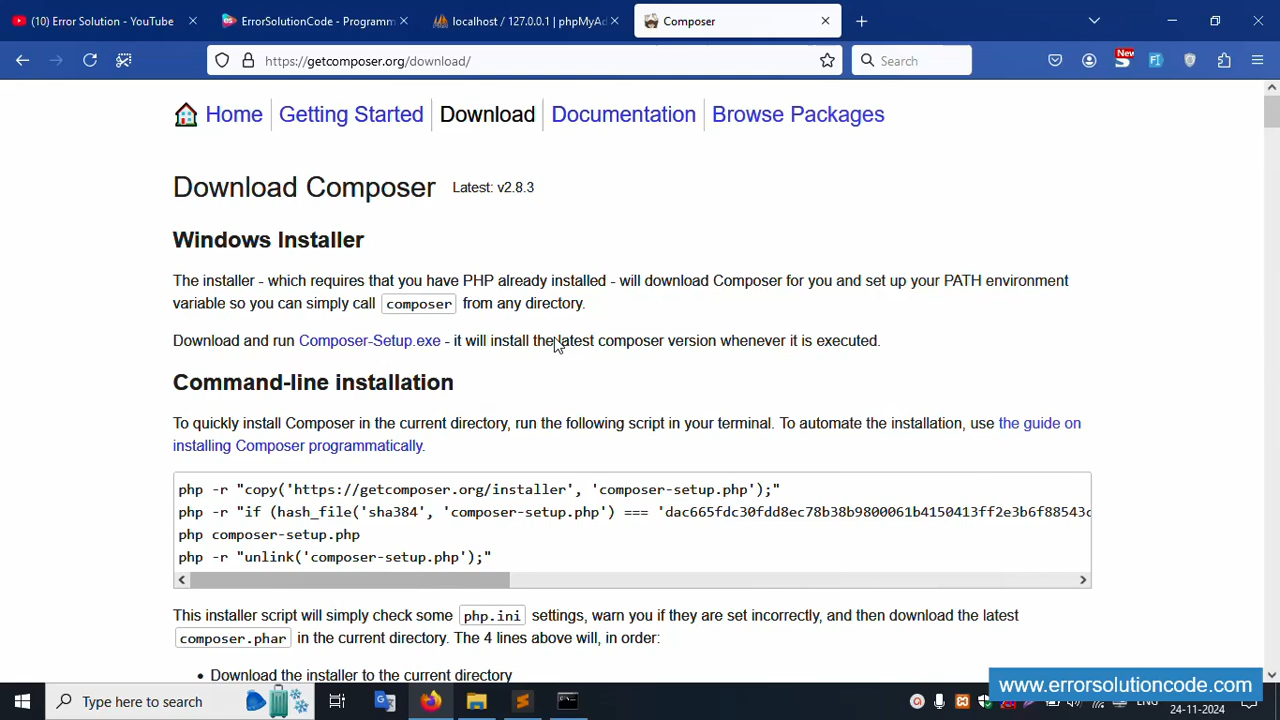 (10) Error Solution - YouTube
ErrorSolutionCode - Programm
localhost / 127.0.0.1 | phpMyAd
Composer
https://getcomposer.org/download/
Search
New
Home
Getting Started
Download
Documentation
Browse Packages
Download Composer Latest: v2.8.3
Windows Installer
The installer - which requires that you have PHP already installed - will download Composer for you and set up your PATH environment
variable so you can simply call composer from any directory.
Download and run Composer-Setup.exe - it will install the latest composer version whenever it is executed.
Command-line installation
To quickly install Composer in the current directory, run the following script in your terminal. To automate the installation, use the guide on
installing Composer programmatically.
php -r "copy('https://getcomposer.org/installer', 'composer-setup.php');"
php -r "if (hash_file('sha384', 'composer-setup.php') === 'dac665fdc30fdd8ec78b38b9800061b4150413ff2e3b6f88543c
php composer-setup.php
php -r "unlink('composer-setup.php');"
This installer script will simply check some php.ini settings, warn you if they are set incorrectly, and then download the latest
composer.phar in the current directory. The 4 lines above will, in order:
• Download the installer to the current directory
www.errorsolutioncode.com
Type here to search
ENG
24-11-2024